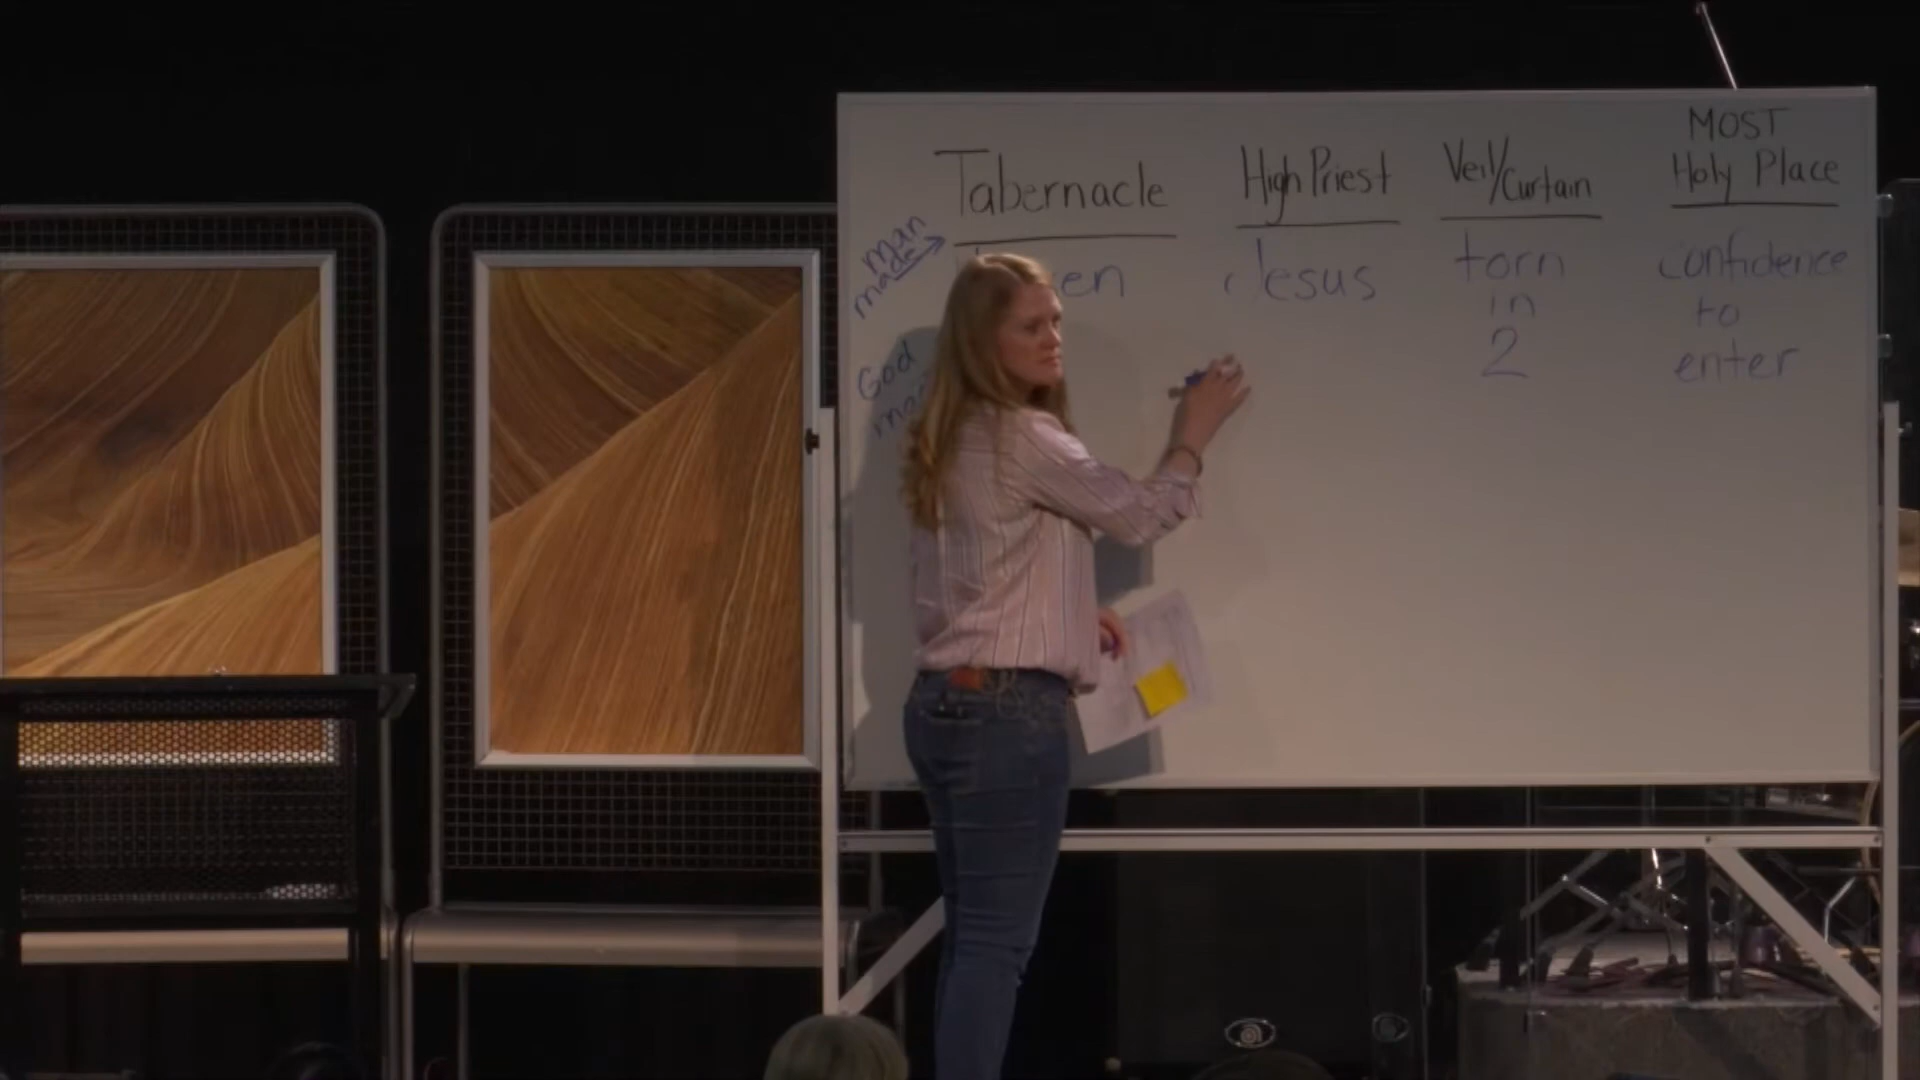 Tabernacle
High Priest
Veil/Curtain
MOST
Holy Place
man
made
Jesus
torn
in
2
confidence
to
enter
God